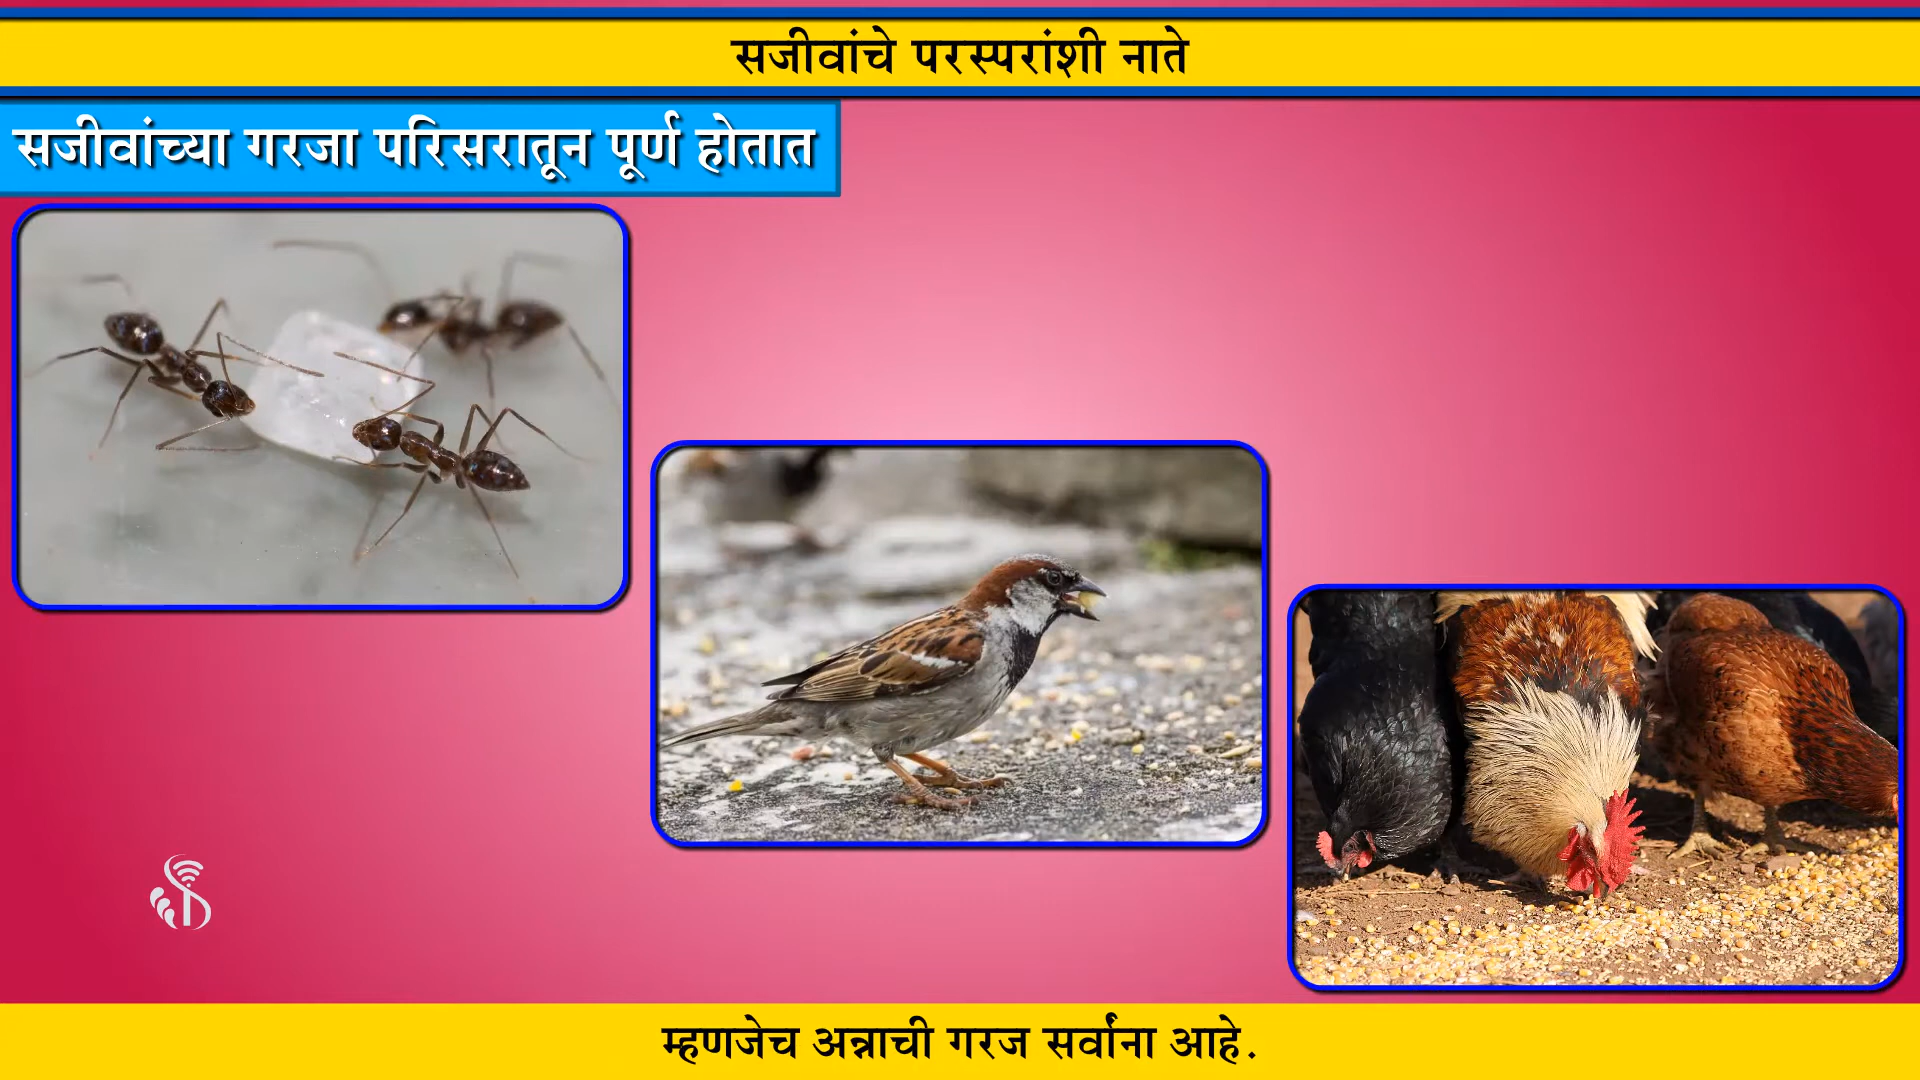 सजीवांचे परस्परांशी नाते
सजीवांच्या गरजा परिसरातून पूर्ण होतात
म्हणजेच अन्नाची गरज सर्वांना आहे.